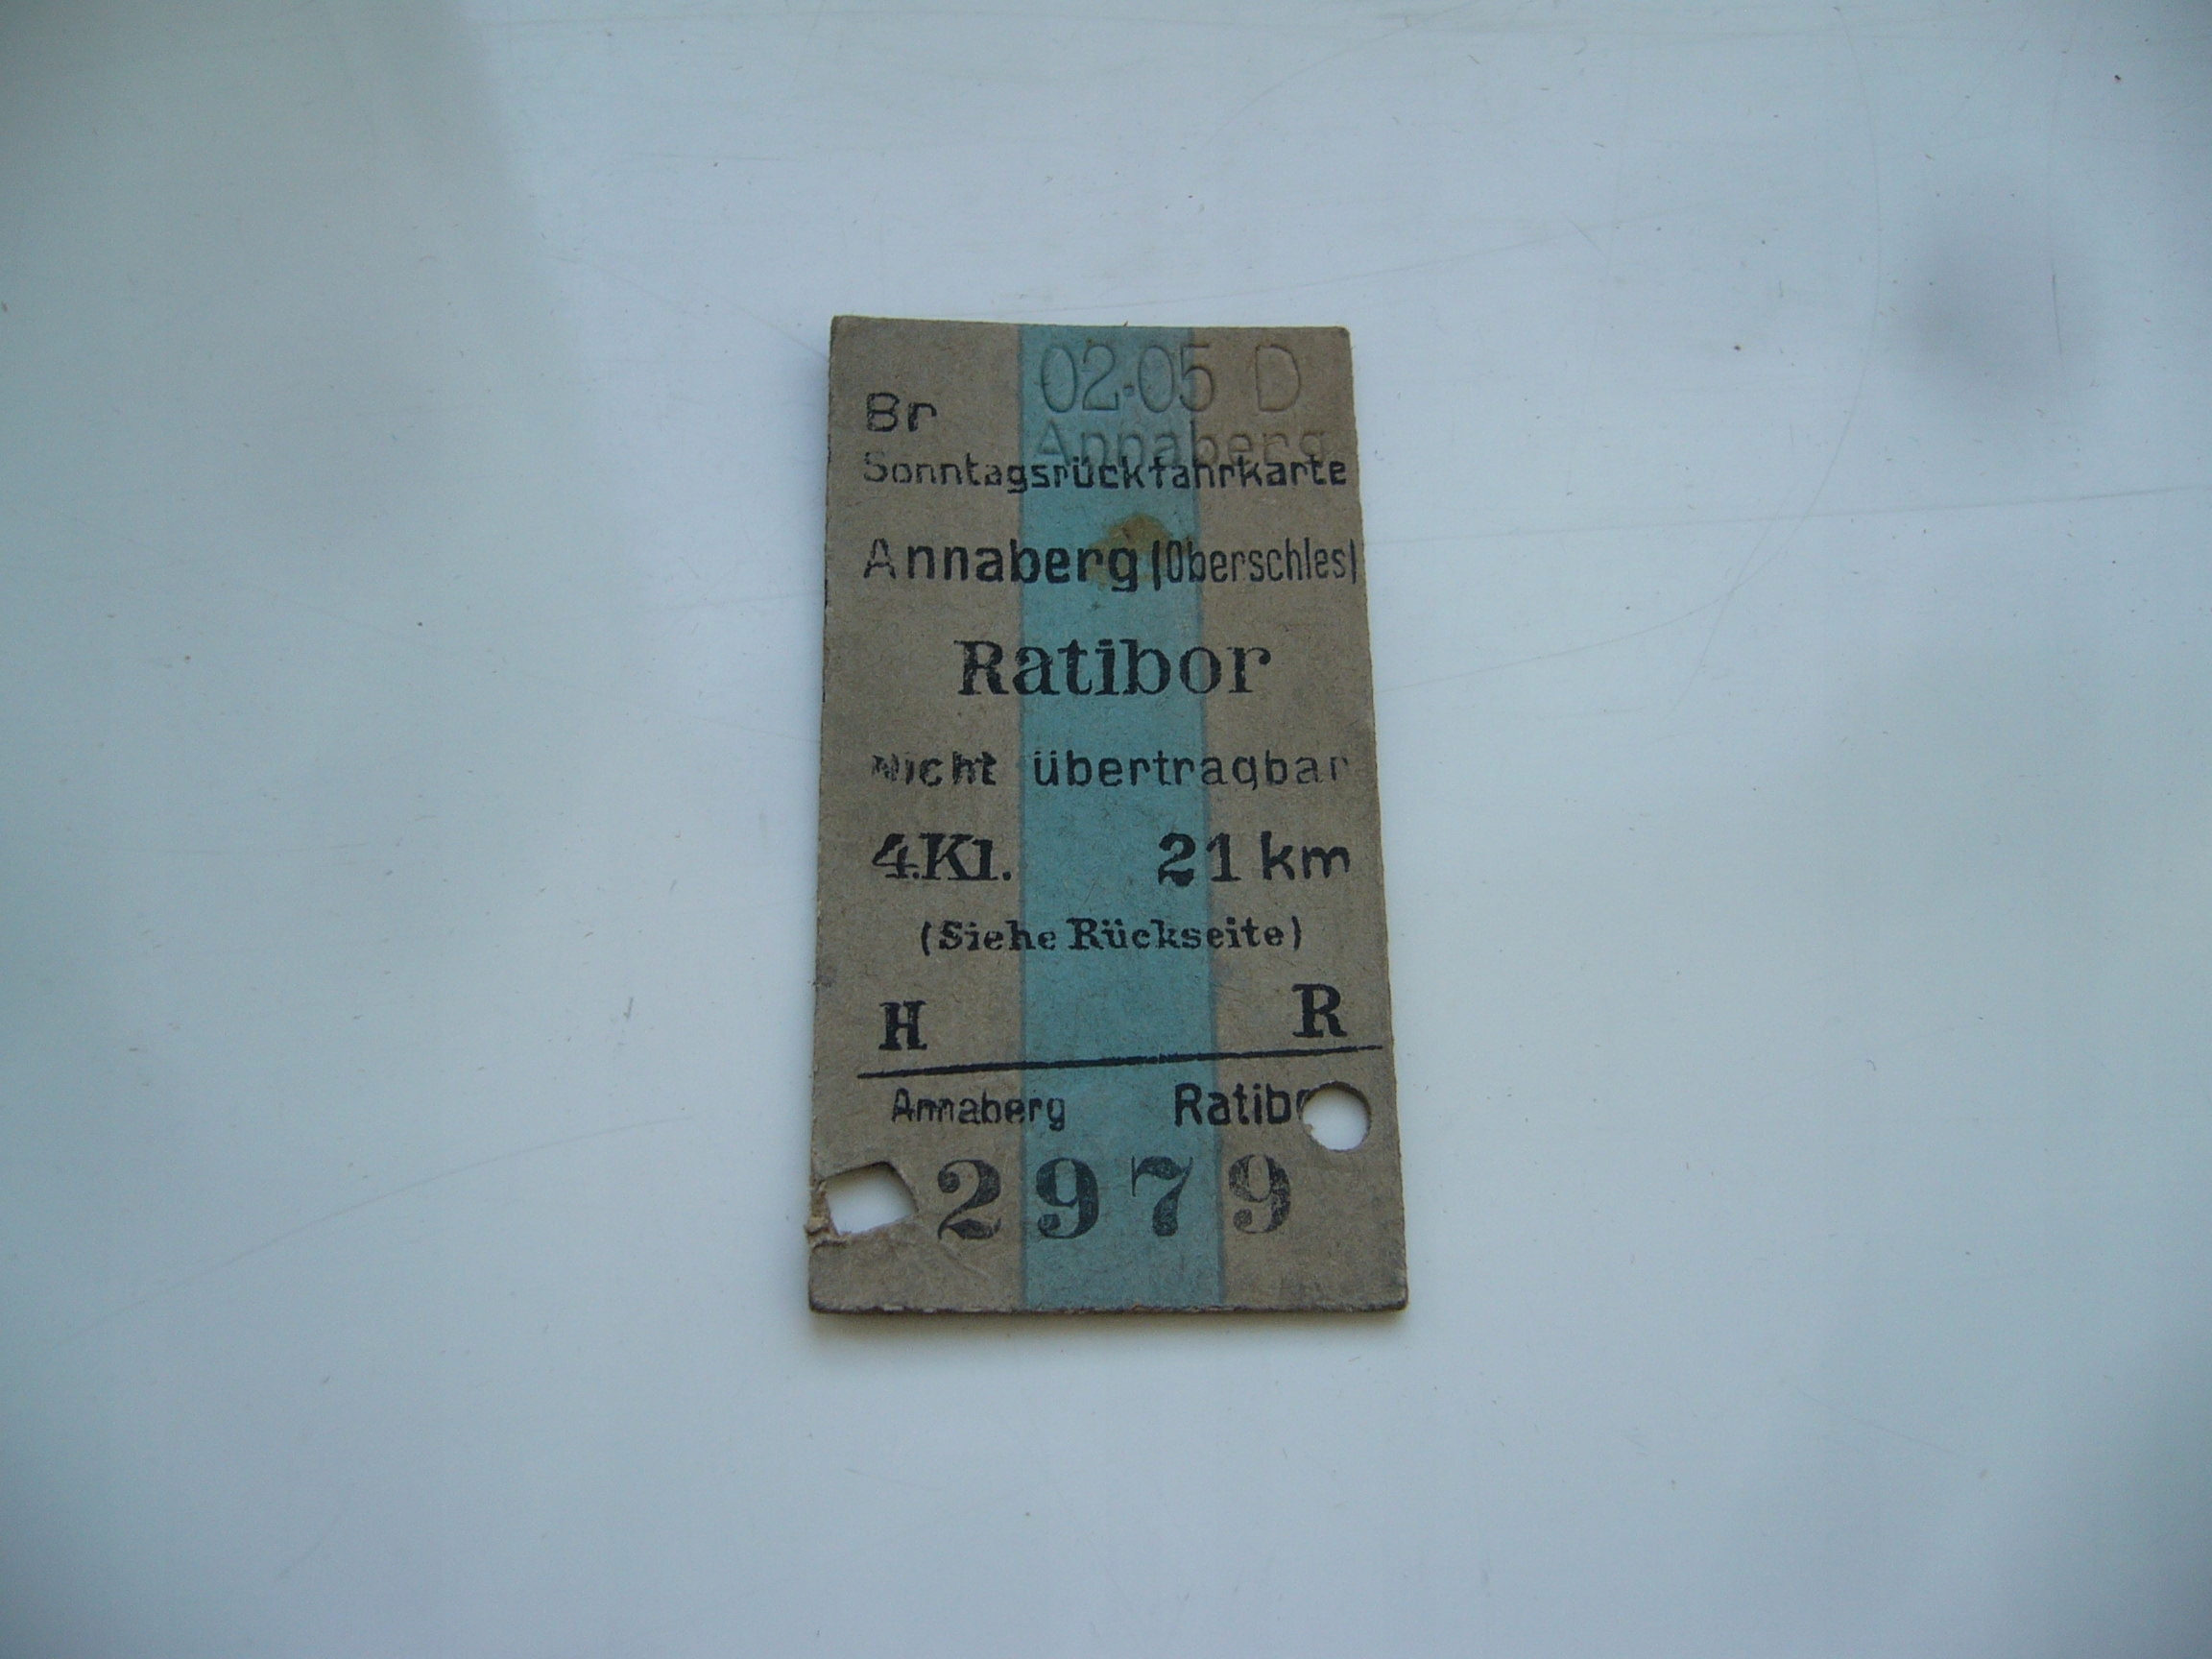 02·05 D
Annaberg
Br
Sonntagsrückfahrkarte
Annaberg (Oberschles)
Ratibor
Nicht übertragbar
4.Kl. 21 km
(Siehe Rückseite)
H R
Annaberg Ratibo
2979